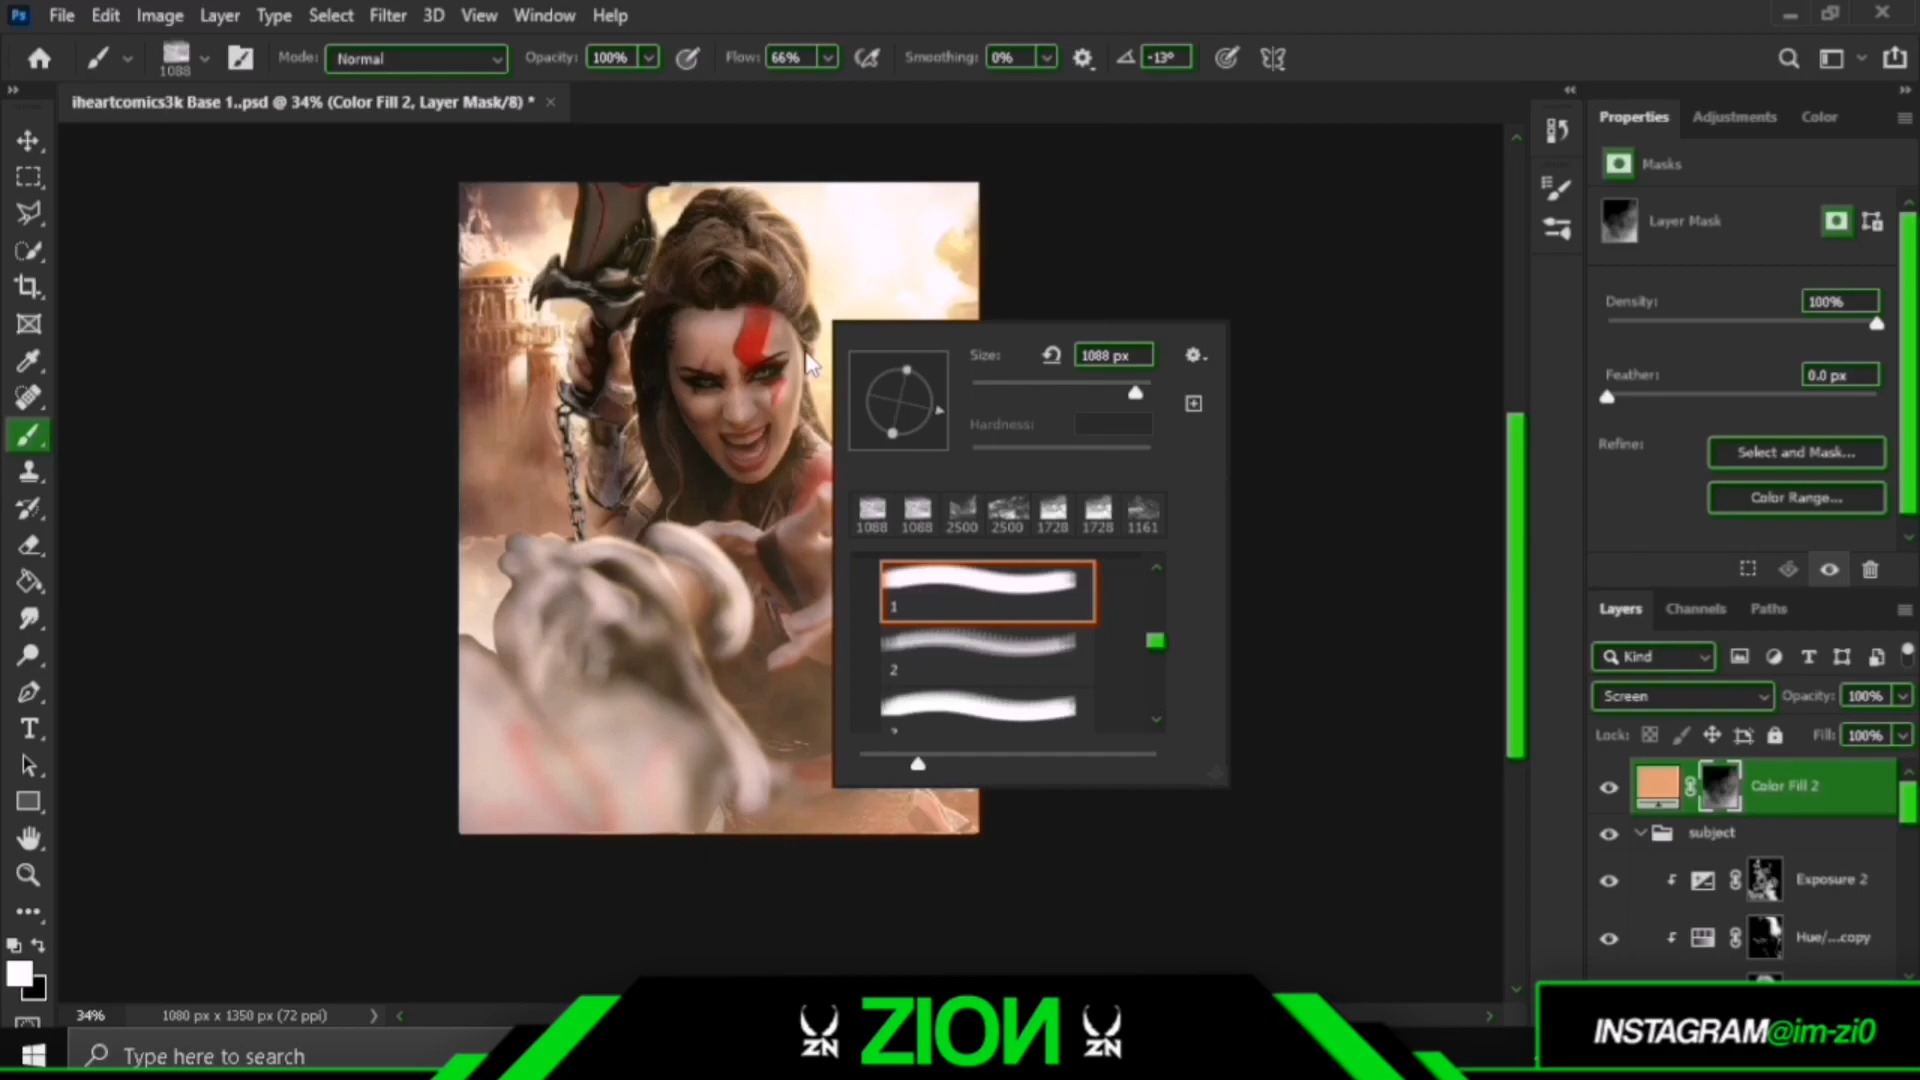 Ps File Edit Image Layer Type Select Filter 3D View Window Help
1088 Mode: Normal Opacity: 100% Flow: 66% Smoothing: 0% -13°
iheartcomics3k Base 1..psd @ 34% (Color Fill 2, Layer Mask/8) *
Properties Adjustments Color
Masks
Layer Mask
Density: 100%
Feather: 0.0 px
Refine: Select and Mask...
Color Range...
Size: 1088 px
Hardness:
1088 1088 2500 2500 1728 1728 1161
1
2
Layers Channels Paths
Kind
Screen Opacity: 100%
Lock: Fill: 100%
Color Fill 2
subject
Exposure 2
Hue/...copy
34% 1080 px x 1350 px (72 ppi)
Type here to search
ZN ZION ZN
INSTAGRAM@im-zi0